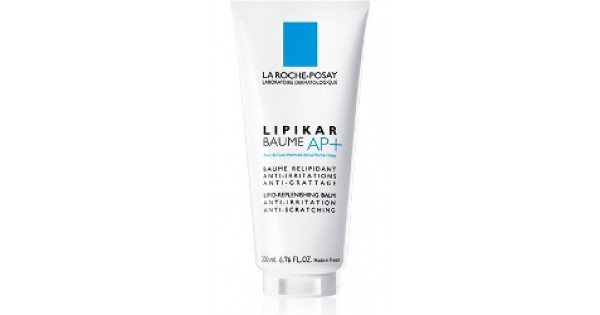 LA ROCHE-POSAY
LABORATOIRE DERMATOLOGIQUE
LIPIKAR
BAUME AP+
BAUME RELIPIDANT
ANTI-IRRITATIONS
ANTI-GRATTAGE
LIPID-REPLENISHING BALM
ANTI-IRRITATION
ANTI-SCRATCHING
200 mL 6.76 FL.OZ. Made in France